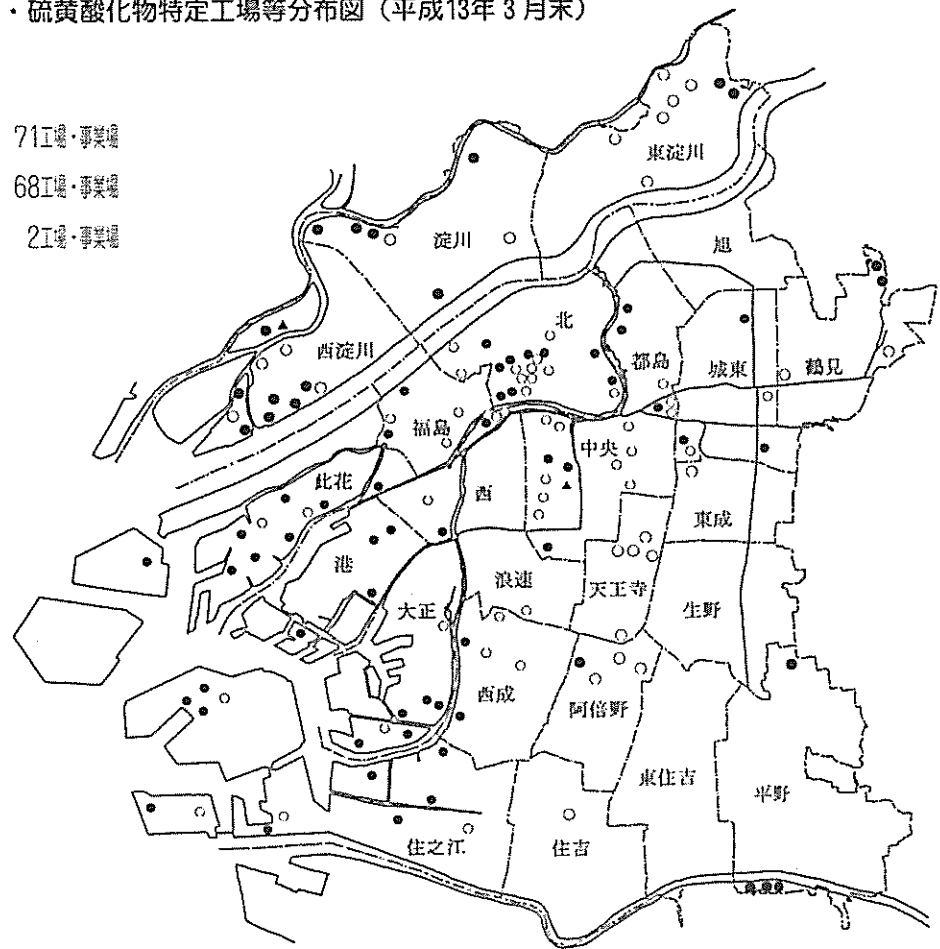 ・硫黄酸化物特定工場等分布図（平成13年3月末）
71工場・事業場
68工場・事業場
2工場・事業場
東淀川
淀川
旭
北
西淀川
都島
城東
鶴見
福島
中央
此花
西
東成
港
浪速
天王寺
大正
生野
西成
阿倍野
東住吉
平野
住之江
住吉